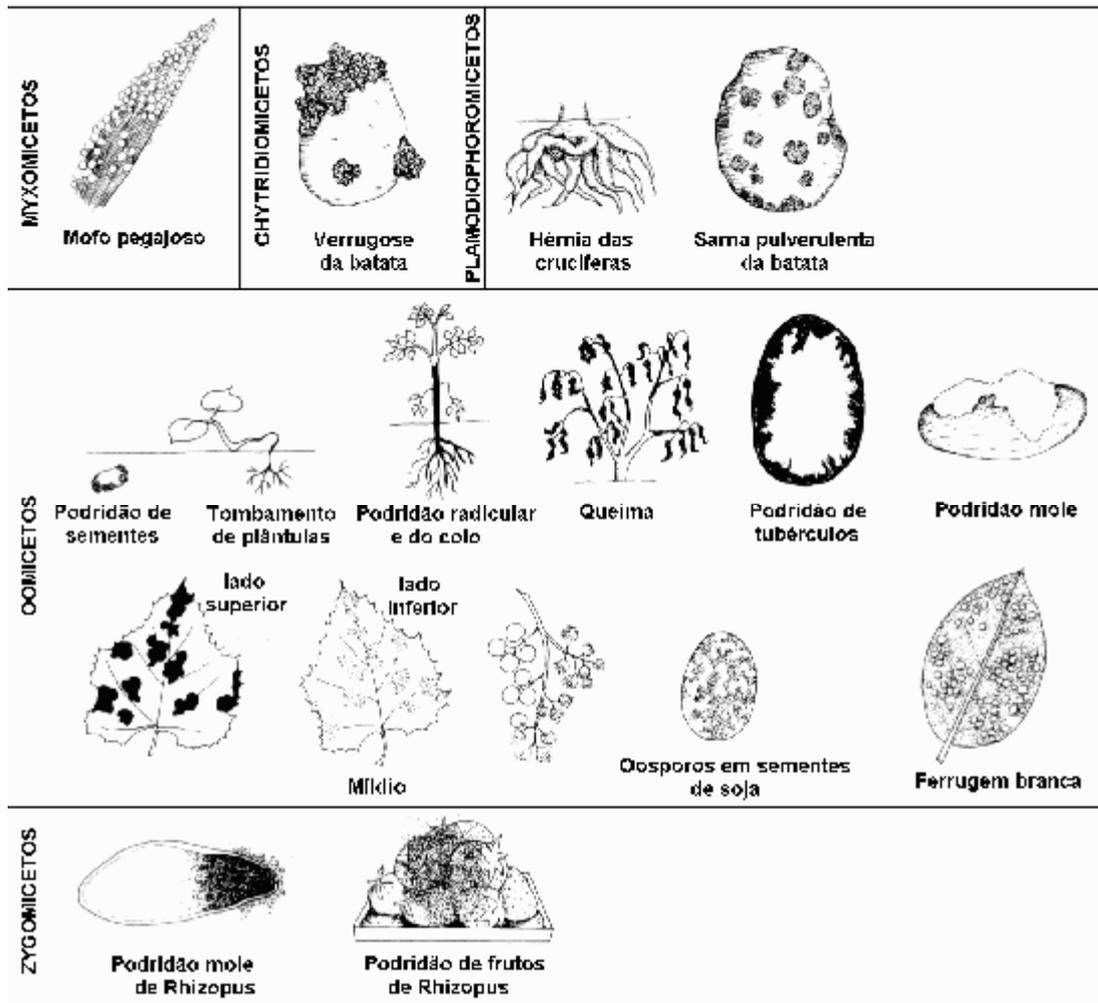 MYXOMICETOS
Mofo pegajoso
CHYTRIDIOMICETOS
Verrugose
da batata
PLAMODIOPHOROMICETOS
Hérnia das
crucíferas
Sarna pulverulenta
da batata
OOMICETOS
Podridão de
sementes
Tombamento
de plântulas
Podridão radicular
e do colo
Queima
Podridão de
tubérculos
Podridão mole
lado
superior
lado
inferior
Míldio
Oosporos em sementes
de soja
Ferrugem branca
ZYGOMICETOS
Podridão mole
de Rhizopus
Podridão de frutos
de Rhizopus